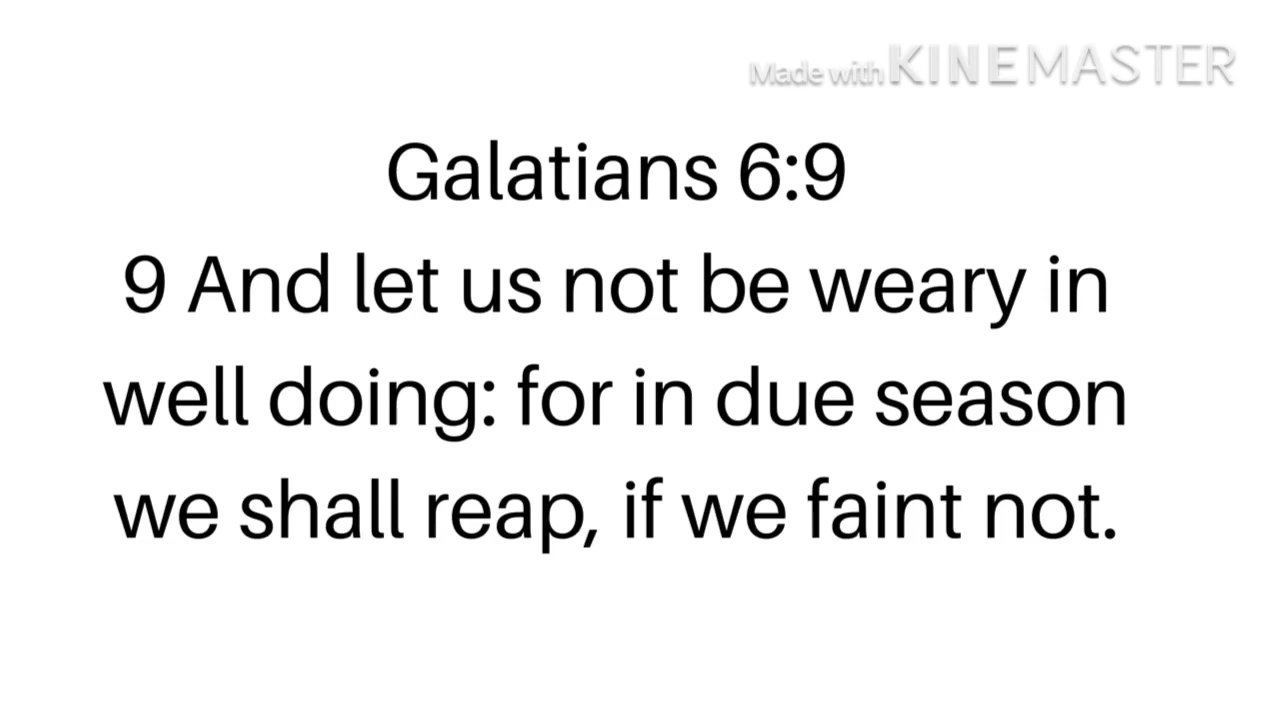 Made with KINEMASTER
Galatians 6:9
9 And let us not be weary in
well doing: for in due season
we shall reap, if we faint not.